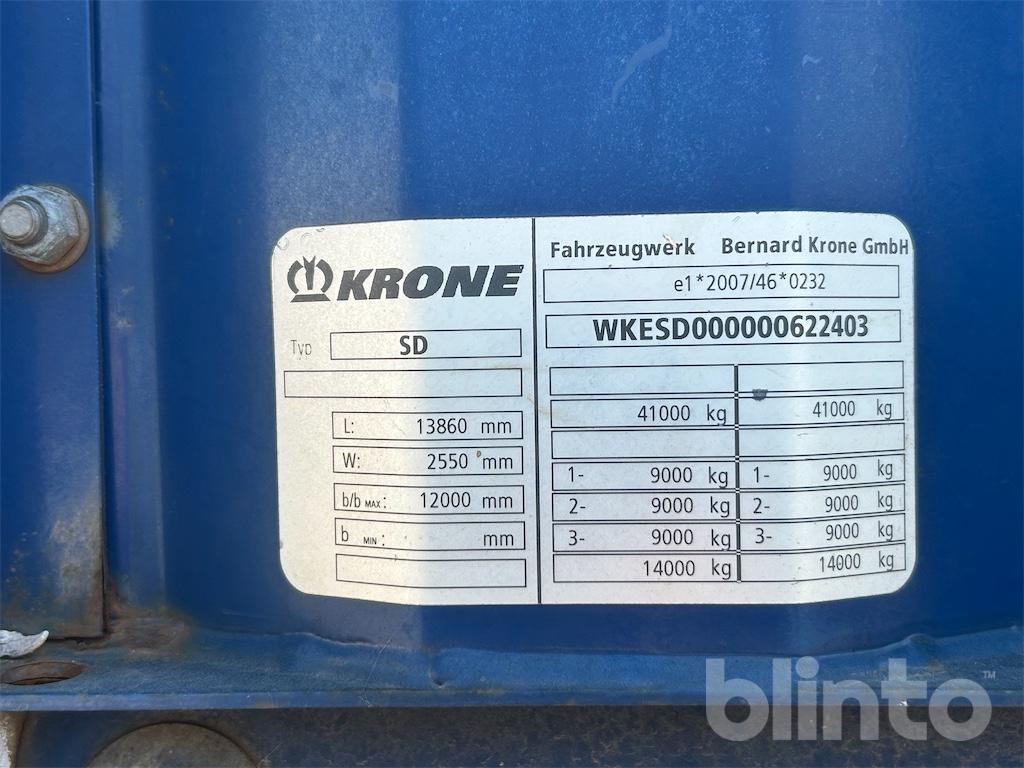 KRONE
Typ SD
L: 13860 mm
W: 2550 mm
b/b MAX: 12000 mm
b MIN: mm
Fahrzeugwerk Bernard Krone GmbH
e1*2007/46*0232
WKESD000000622403
41000 kg 41000 kg
1- 9000 kg 1- 9000 kg
2- 9000 kg 2- 9000 kg
3- 9000 kg 3- 9000 kg
14000 kg 14000 kg
blinto™